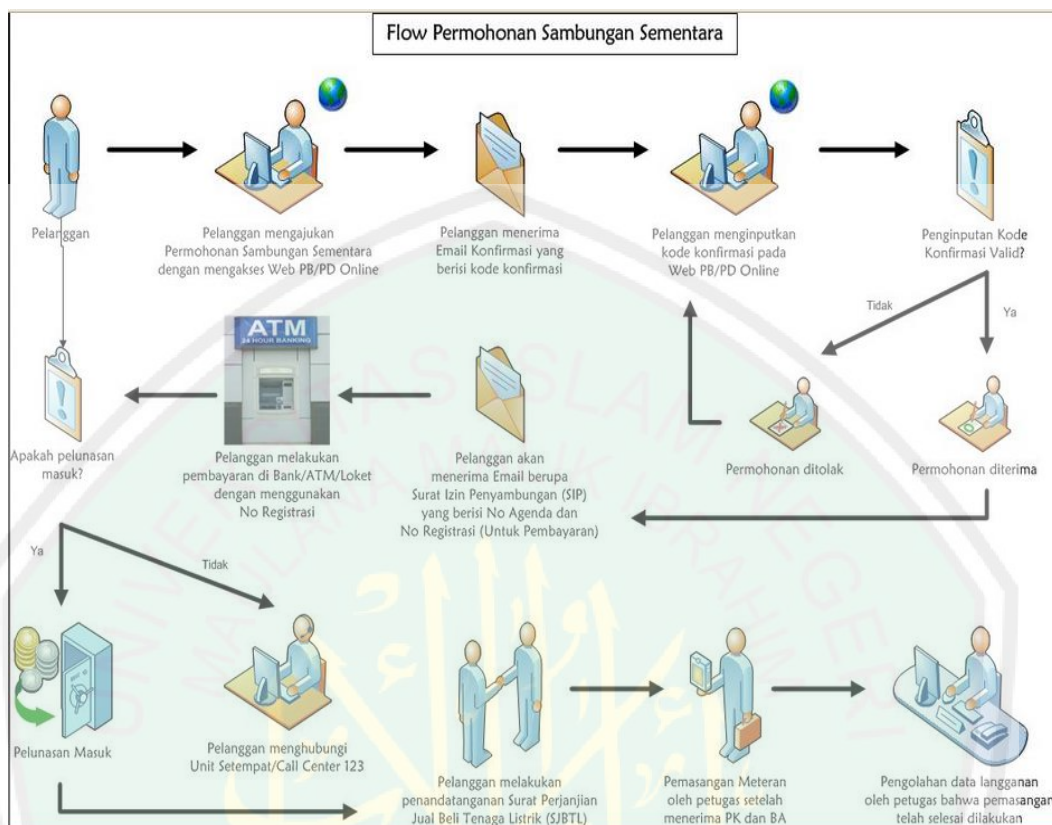 Flow Permohonan Sambungan Sementara
Pelanggan
Pelanggan mengajukan
Permohonan Sambungan Sementara
dengan mengakses Web PB/PD Online
Pelanggan menerima
Email Konfirmasi yang
berisi kode konfirmasi
Pelanggan menginputkan
kode konfirmasi pada
Web PB/PD Online
Penginputan Kode
Konfirmasi Valid?
Tidak
Ya
Permohonan ditolak
Permohonan diterima
Pelanggan akan
menerima Email berupa
Surat Izin Penyambungan (SIP)
yang berisi No Agenda dan
No Registrasi (Untuk Pembayaran)
ATM
24 HOUR BANKING
Pelanggan melakukan
pembayaran di Bank/ATM/Loket
dengan menggunakan
No Registrasi
Apakah pelunasan
masuk?
Ya
Tidak
Pelunasan Masuk
Pelanggan menghubungi
Unit Setempat/Call Center 123
Pelanggan melakukan
penandatanganan Surat Perjanjian
Jual Beli Tenaga Listrik (SJBTL)
Pemasangan Meteran
oleh petugas setelah
menerima PK dan BA
Pengolahan data langganan
oleh petugas bahwa pemasangan
telah selesai dilakukan
UNIVERSITAS ISLAM NEGERI
MAULANA MALIK IBRAHIM